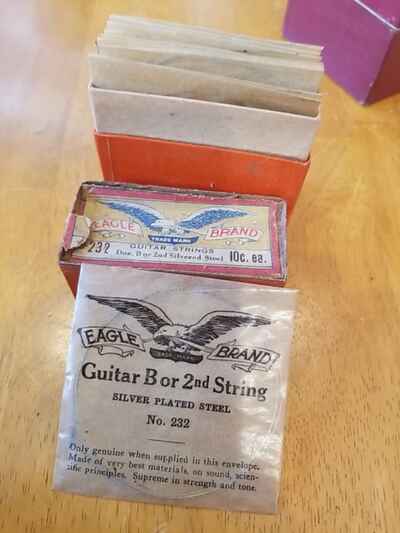 EAGLE BRAND
TRADE MARK
232 GUITAR STRINGS
Doz. B or 2nd Silvered Steel 10c. ea.
EAGLE BRAND
TRADE MARK
Guitar B or 2nd String
SILVER PLATED STEEL
No. 232
Only genuine when supplied in this envelope.
Made of very best materials, on sound, scien-
tific principles. Supreme in strength and tone.